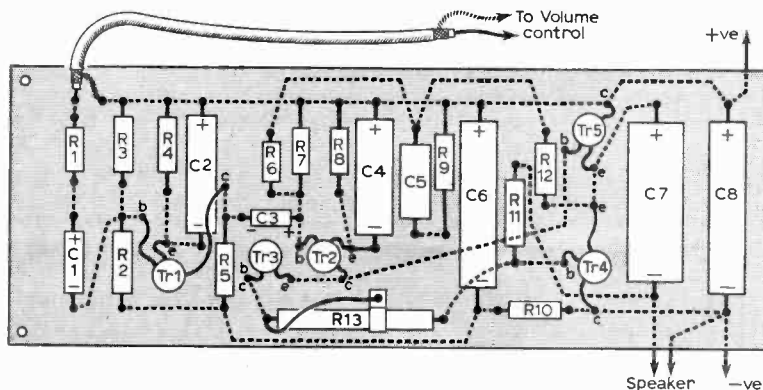 To Volume
control
+ve
R1
R3
R4
+
C2
-
R6
R7
R8
+
C4
-
C5
R9
+
C6
-
R11
R12
c
Tr5
b
e
+
C7
-
+
C8
-
+
C1
-
R2
b
e
Tr1
c
R5
- C3 +
b
c
Tr3
e
b
Tr2
e
c
R13
e
b
Tr4
c
R10
Speaker
-ve